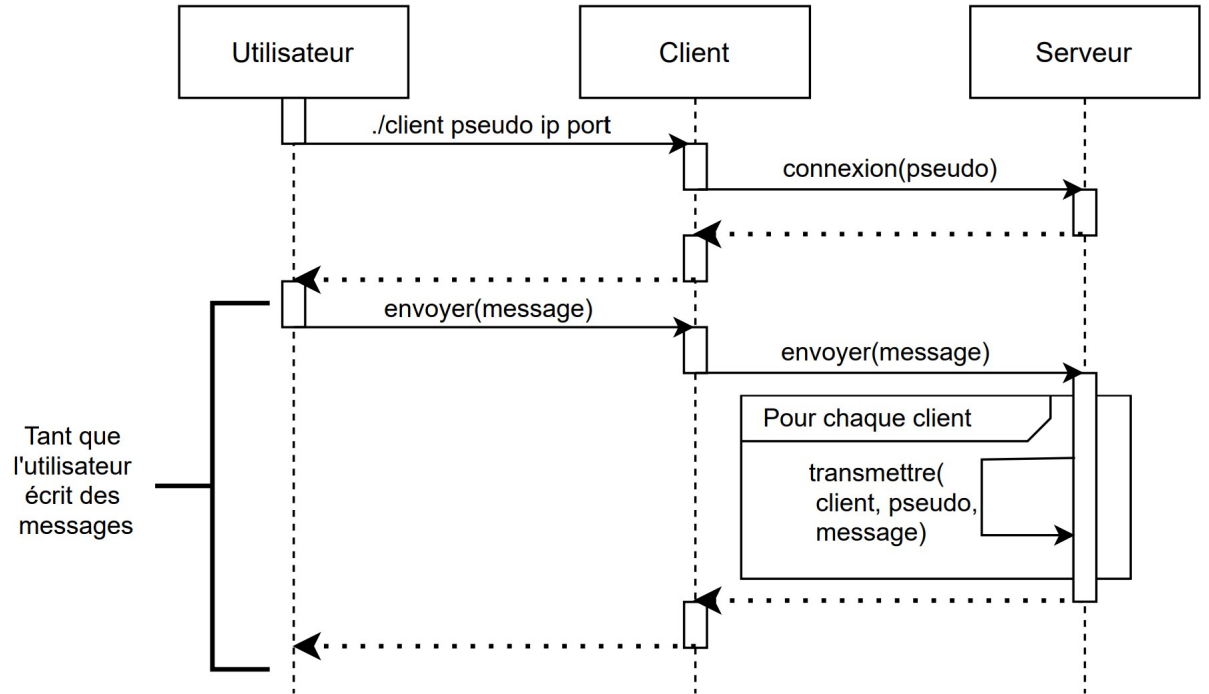 Utilisateur
Client
Serveur
./client pseudo ip port
connexion(pseudo)
envoyer(message)
envoyer(message)
Pour chaque client
transmettre(
client, pseudo,
message)
Tant que
l'utilisateur
écrit des
messages